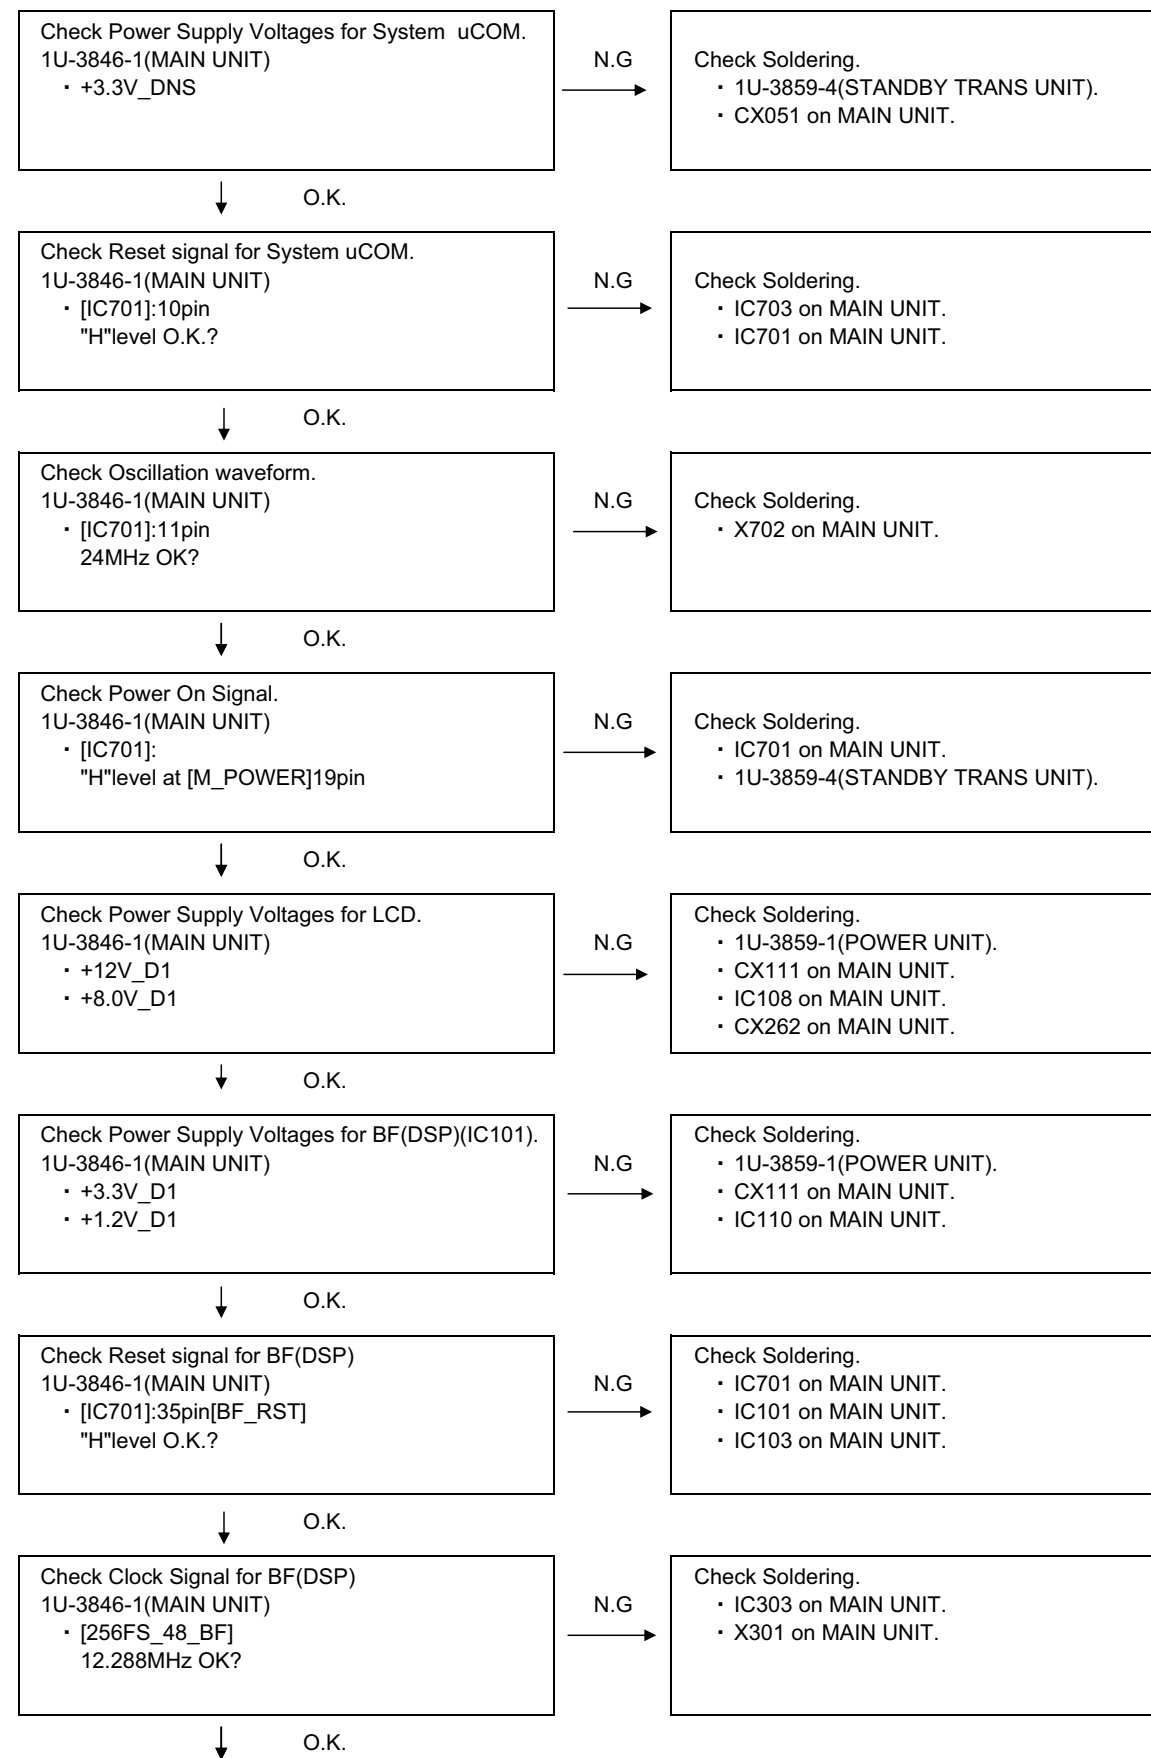 Check Power Supply Voltages for System uCOM.
1U-3846-1(MAIN UNIT)
・+3.3V_DNS
N.G
Check Soldering.
・1U-3859-4(STANDBY TRANS UNIT).
・CX051 on MAIN UNIT.
O.K.
Check Reset signal for System uCOM.
1U-3846-1(MAIN UNIT)
・[IC701]:10pin
"H"level O.K.?
N.G
Check Soldering.
・IC703 on MAIN UNIT.
・IC701 on MAIN UNIT.
O.K.
Check Oscillation waveform.
1U-3846-1(MAIN UNIT)
・[IC701]:11pin
24MHz OK?
N.G
Check Soldering.
・X702 on MAIN UNIT.
O.K.
Check Power On Signal.
1U-3846-1(MAIN UNIT)
・[IC701]:
"H"level at [M_POWER]19pin
N.G
Check Soldering.
・IC701 on MAIN UNIT.
・1U-3859-4(STANDBY TRANS UNIT).
O.K.
Check Power Supply Voltages for LCD.
1U-3846-1(MAIN UNIT)
・+12V_D1
・+8.0V_D1
N.G
Check Soldering.
・1U-3859-1(POWER UNIT).
・CX111 on MAIN UNIT.
・IC108 on MAIN UNIT.
・CX262 on MAIN UNIT.
O.K.
Check Power Supply Voltages for BF(DSP)(IC101).
1U-3846-1(MAIN UNIT)
・+3.3V_D1
・+1.2V_D1
N.G
Check Soldering.
・1U-3859-1(POWER UNIT).
・CX111 on MAIN UNIT.
・IC110 on MAIN UNIT.
O.K.
Check Reset signal for BF(DSP)
1U-3846-1(MAIN UNIT)
・[IC701]:35pin[BF_RST]
"H"level O.K.?
N.G
Check Soldering.
・IC701 on MAIN UNIT.
・IC101 on MAIN UNIT.
・IC103 on MAIN UNIT.
O.K.
Check Clock Signal for BF(DSP)
1U-3846-1(MAIN UNIT)
・[256FS_48_BF]
12.288MHz OK?
N.G
Check Soldering.
・IC303 on MAIN UNIT.
・X301 on MAIN UNIT.
O.K.